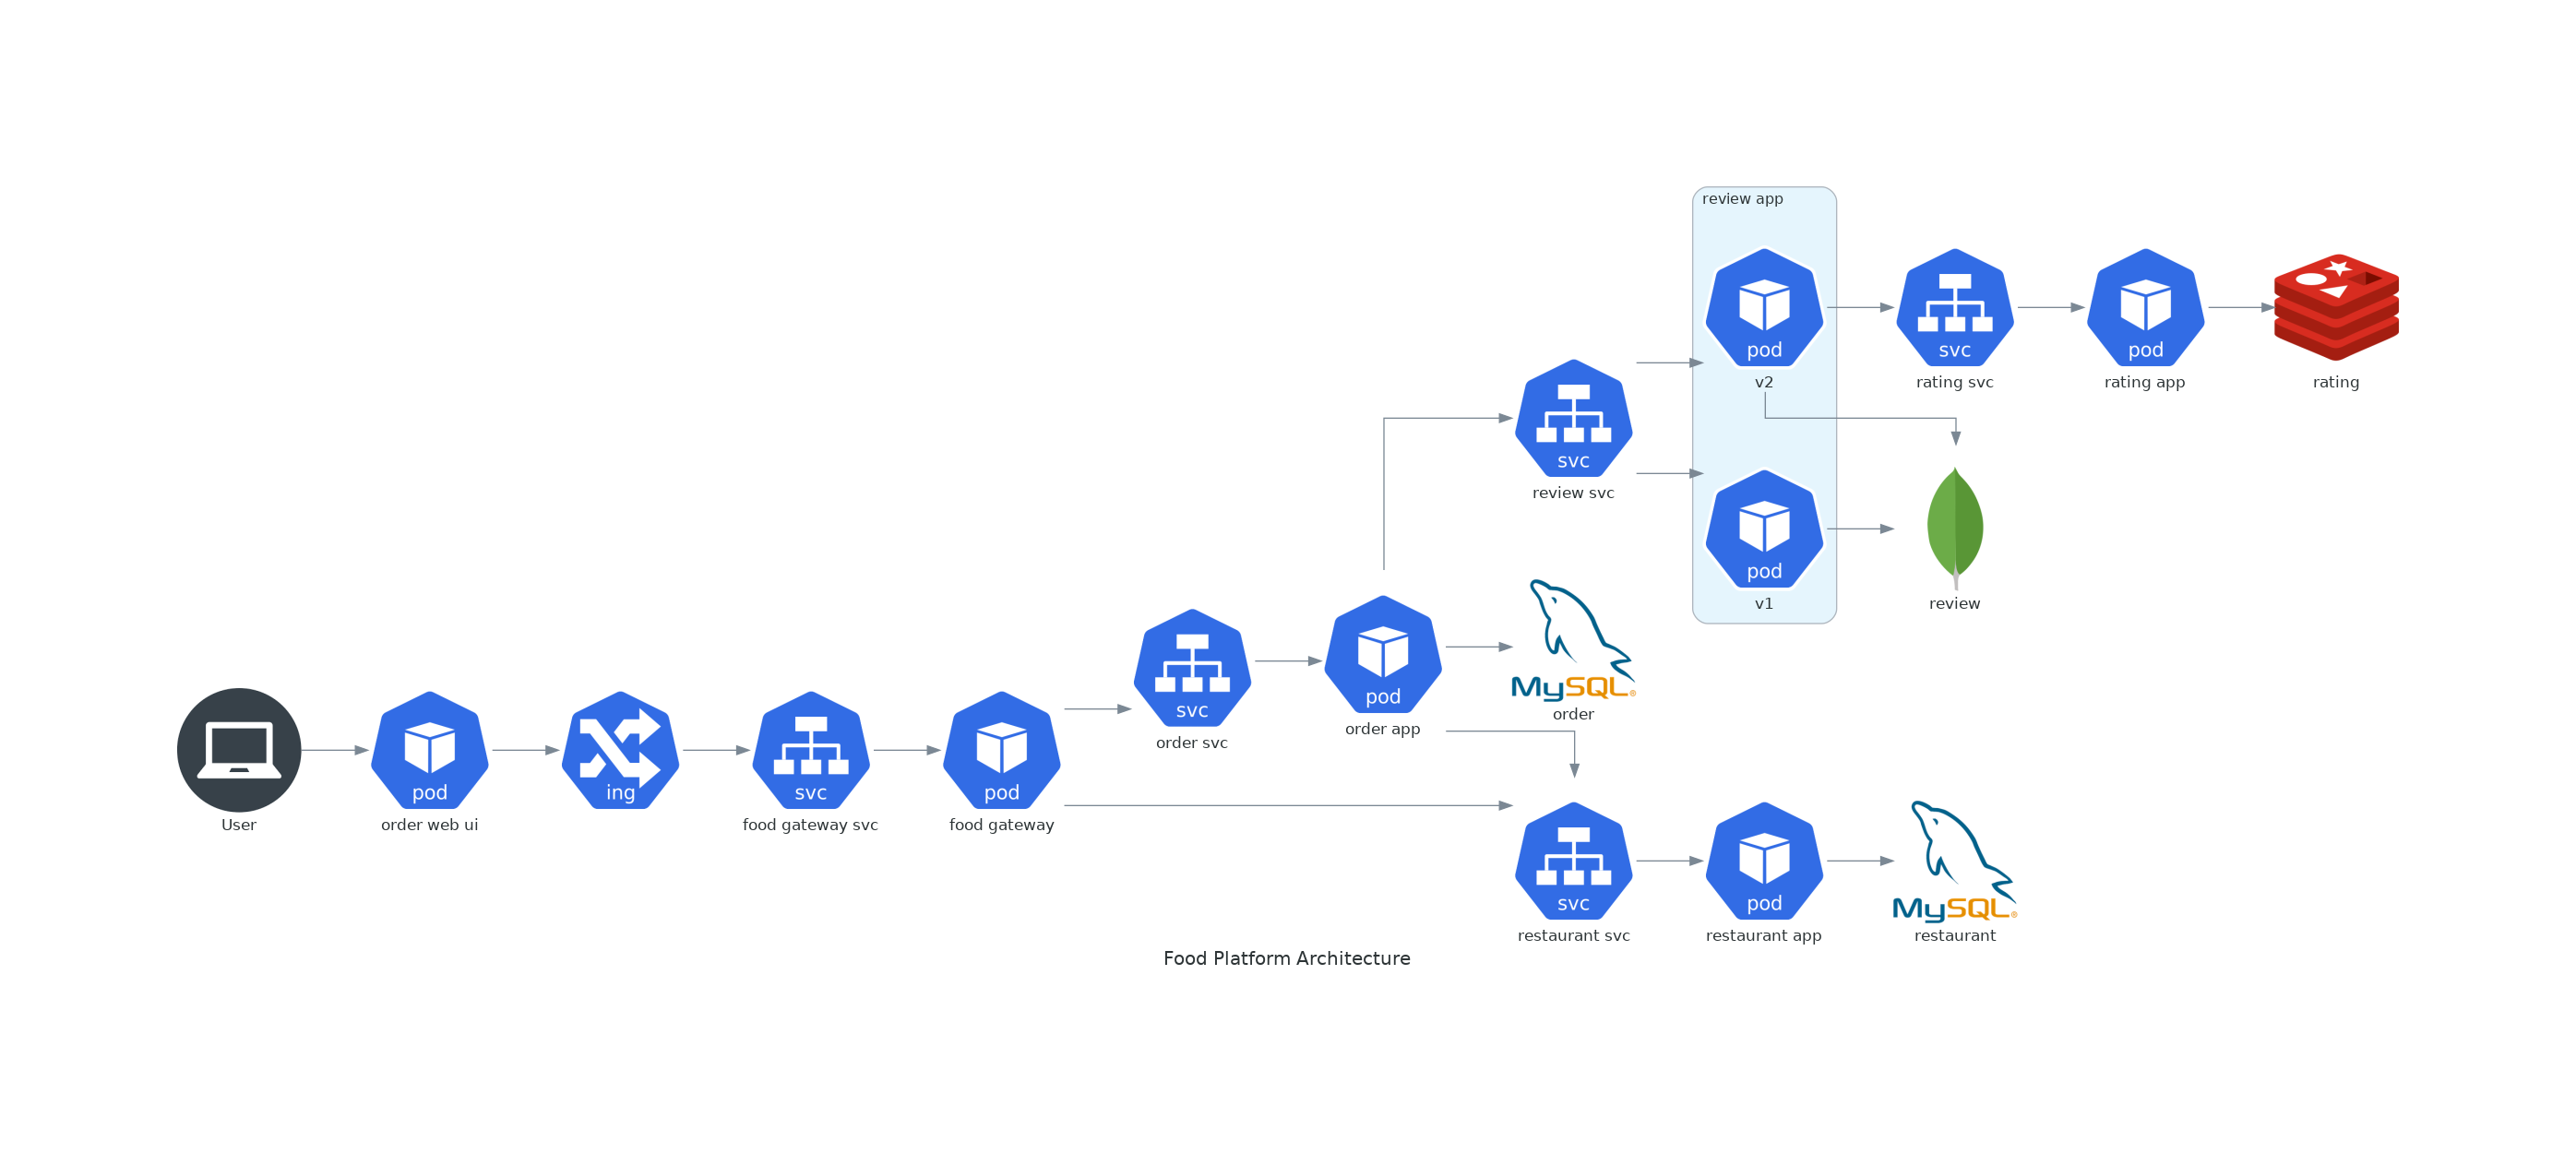 review app
pod
v2
svc
rating svc
pod
rating app
rating
svc
review svc
pod
v1
review
svc
order svc
pod
order app
MySQL®
order
pod
order web ui
User
ing
svc
food gateway svc
pod
food gateway
svc
restaurant svc
pod
restaurant app
MySQL®
restaurant
Food Platform Architecture